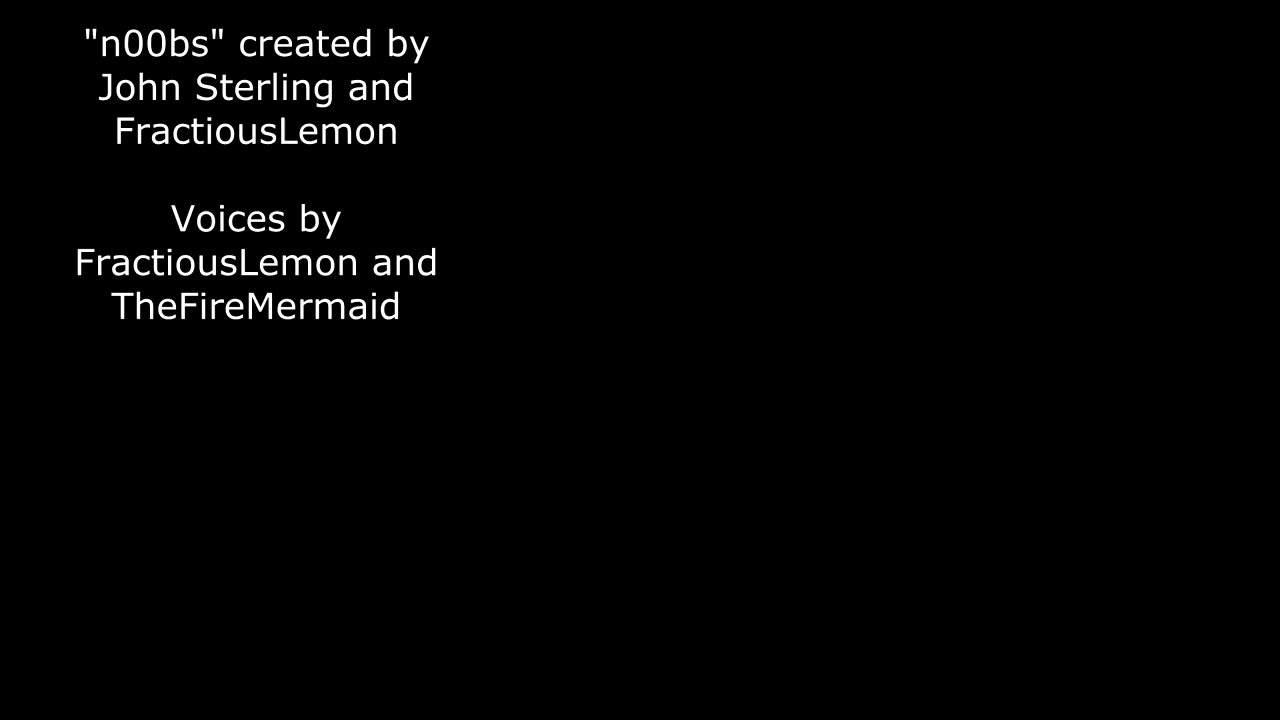 "n00bs" created by
John Sterling and
FractiousLemon
Voices by
FractiousLemon and
TheFireMermaid